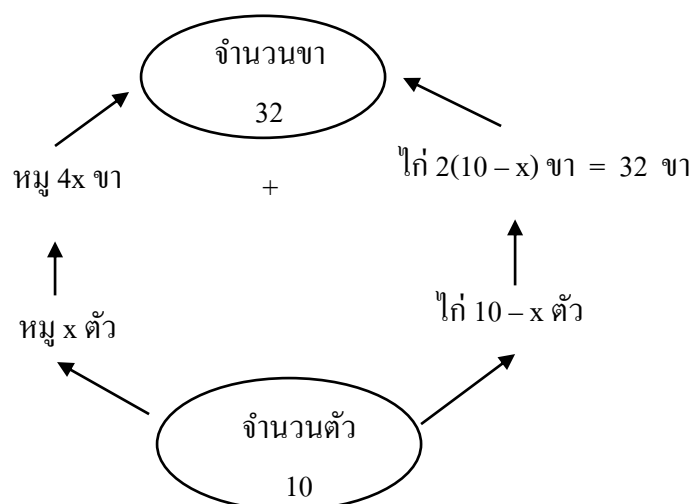 จำนวนขา
32
หมู 4x ขา
+
ไก่ 2(10 – x) ขา = 32 ขา
หมู x ตัว
ไก่ 10 – x ตัว
จำนวนตัว
10